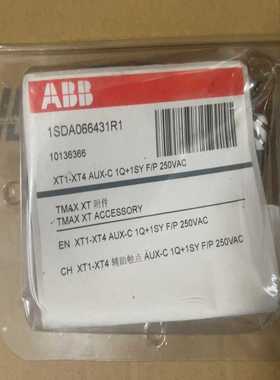 ABB
1SDA066431R1
10136366
XT1-XT4 AUX-C 1Q+1SY F/P 250VAC
TMAX XT 附件
TMAX XT ACCESSORY
EN XT1-XT4 AUX-C 1Q+1SY F/P 250VAC
CH XT1-XT4 辅助触点 AUX-C 1Q+1SY F/P 250VAC